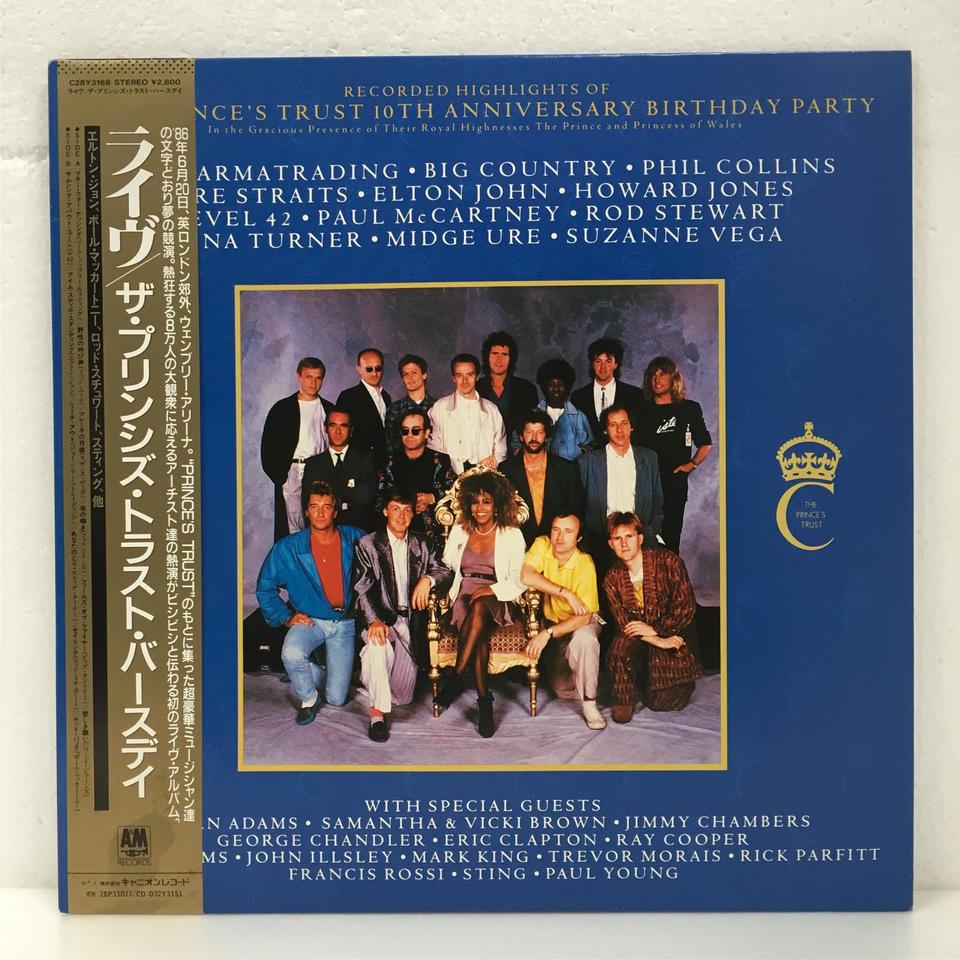 C28Y3168 STEREO ¥2,800
ライヴ/ザ・プリンシズ・トラスト・バースデイ
'86年6月20日、英ロンドン郊外、ウェンブリー・アリーナ。“PRINCE'S TRUST”のもとに集った超豪華ミュージシャン達
の文字どおり夢の競演。熱狂する8万人の大観衆に応えるアーチスト達の熱演がビシビシと伝わる初のライヴ・アルバム。
ライヴ/ザ・プリンシズ・トラスト・バースデイ
エルトン・ジョン、ポール・マッカートニー、ロッド・スチュワート、スティング、他
●SIDE A
●SIDE B
A&M
RECORDS
株式会社 キャニオンレコード
28P31077/CD D32Y3151
RECORDED HIGHLIGHTS OF
NCE'S TRUST 10TH ANNIVERSARY BIRTHDAY PARTY
In the Gracious Presence of Their Royal Highnesses The Prince and Princess of Wales
ARMATRADING • BIG COUNTRY • PHIL COLLINS
RE STRAITS • ELTON JOHN • HOWARD JONES
EVEL 42 • PAUL McCARTNEY • ROD STEWART
NA TURNER • MIDGE URE • SUZANNE VEGA
THE
PRINCE'S
TRUST
WITH SPECIAL GUESTS
AN ADAMS • SAMANTHA & VICKI BROWN • JIMMY CHAMBERS
GEORGE CHANDLER • ERIC CLAPTON • RAY COOPER
MS • JOHN ILLSLEY • MARK KING • TREVOR MORAIS • RICK PARFITT
FRANCIS ROSSI • STING • PAUL YOUNG